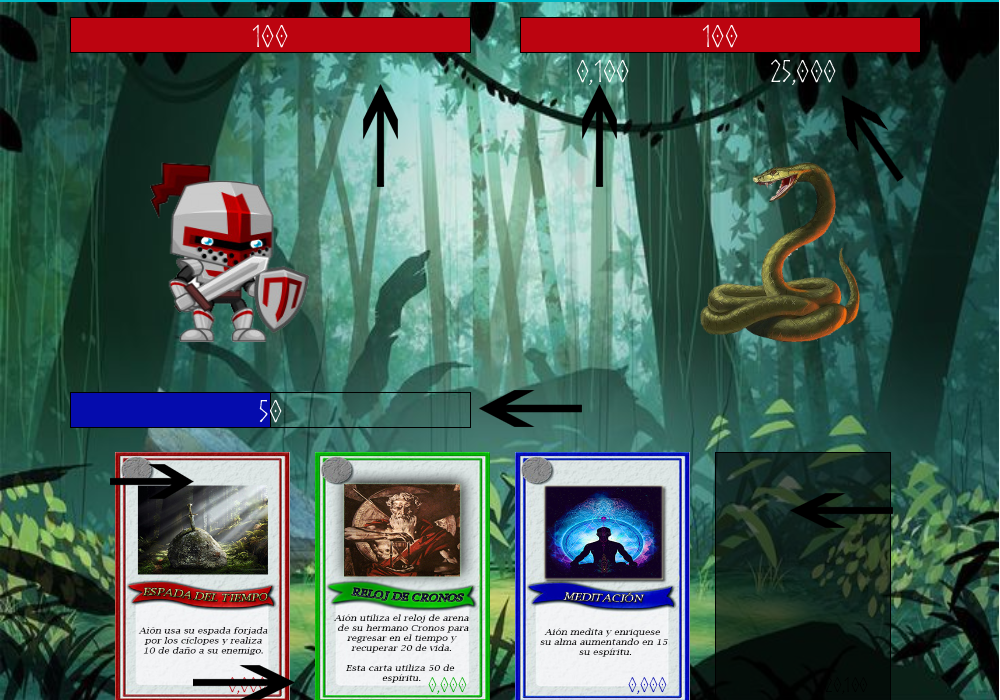 100
100
0,100
25,000
50
ESPADA DEL TIEMPO
Aión usa su espada forjada
por los cíclopes y realiza
10 de daño a su enemigo.
RELOJ DE CRONOS
Aión utiliza el reloj de arena
de su hermano Cronos para
regresar en el tiempo y
recuperar 20 de vida.
Esta carta utiliza 50 de
espíritu.
0,000
MEDITACIÓN
Aión medita y enriquese
su alma aumentando en 15
su espíritu.
0,000